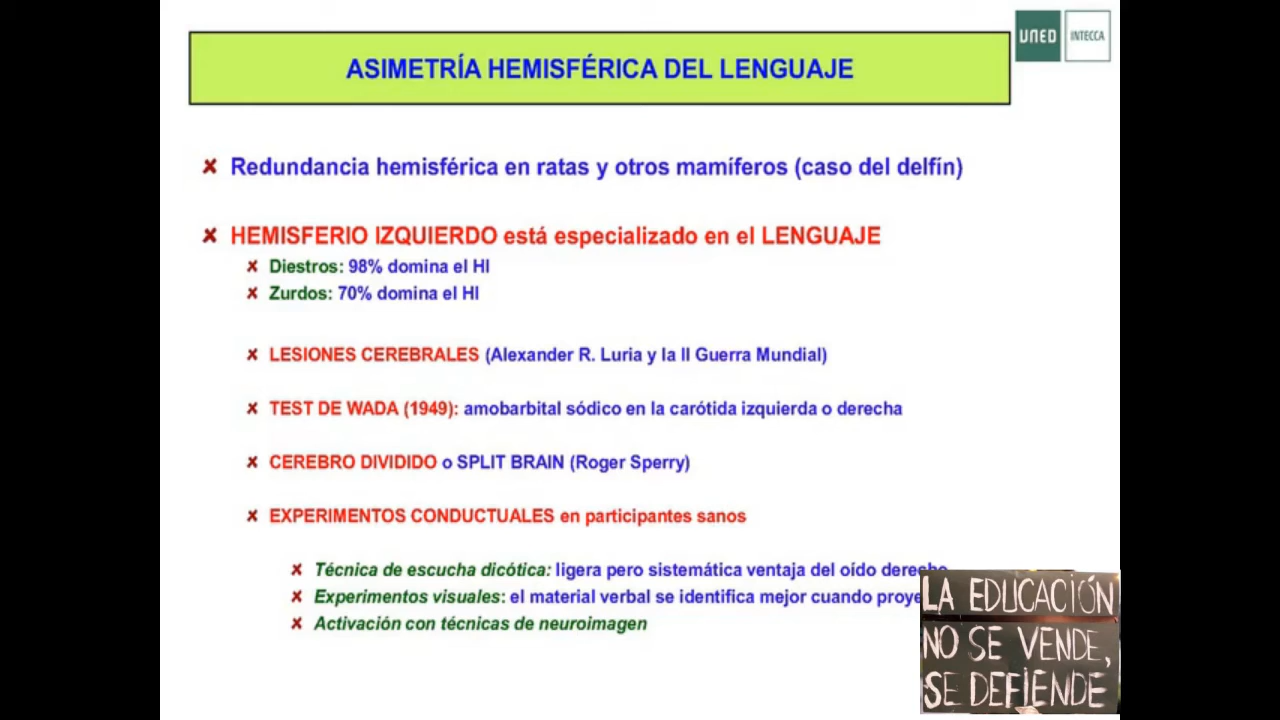 UNED INTECCA
ASIMETRÍA HEMISFÉRICA DEL LENGUAJE
Redundancia hemisférica en ratas y otros mamíferos (caso del delfín)
HEMISFERIO IZQUIERDO está especializado en el LENGUAJE
Diestros: 98% domina el HI
Zurdos: 70% domina el HI
LESIONES CEREBRALES (Alexander R. Luria y la II Guerra Mundial)
TEST DE WADA (1949): amobarbital sódico en la carótida izquierda o derecha
CEREBRO DIVIDIDO o SPLIT BRAIN (Roger Sperry)
EXPERIMENTOS CONDUCTUALES en participantes sanos
Técnica de escucha dicótica: ligera pero sistemática ventaja del oído derecho
Experimentos visuales: el material verbal se identifica mejor cuando
Activación con técnicas de neuroimagen
LA EDUCACIÓN
NO SE VENDE,
SE DEFIENDE